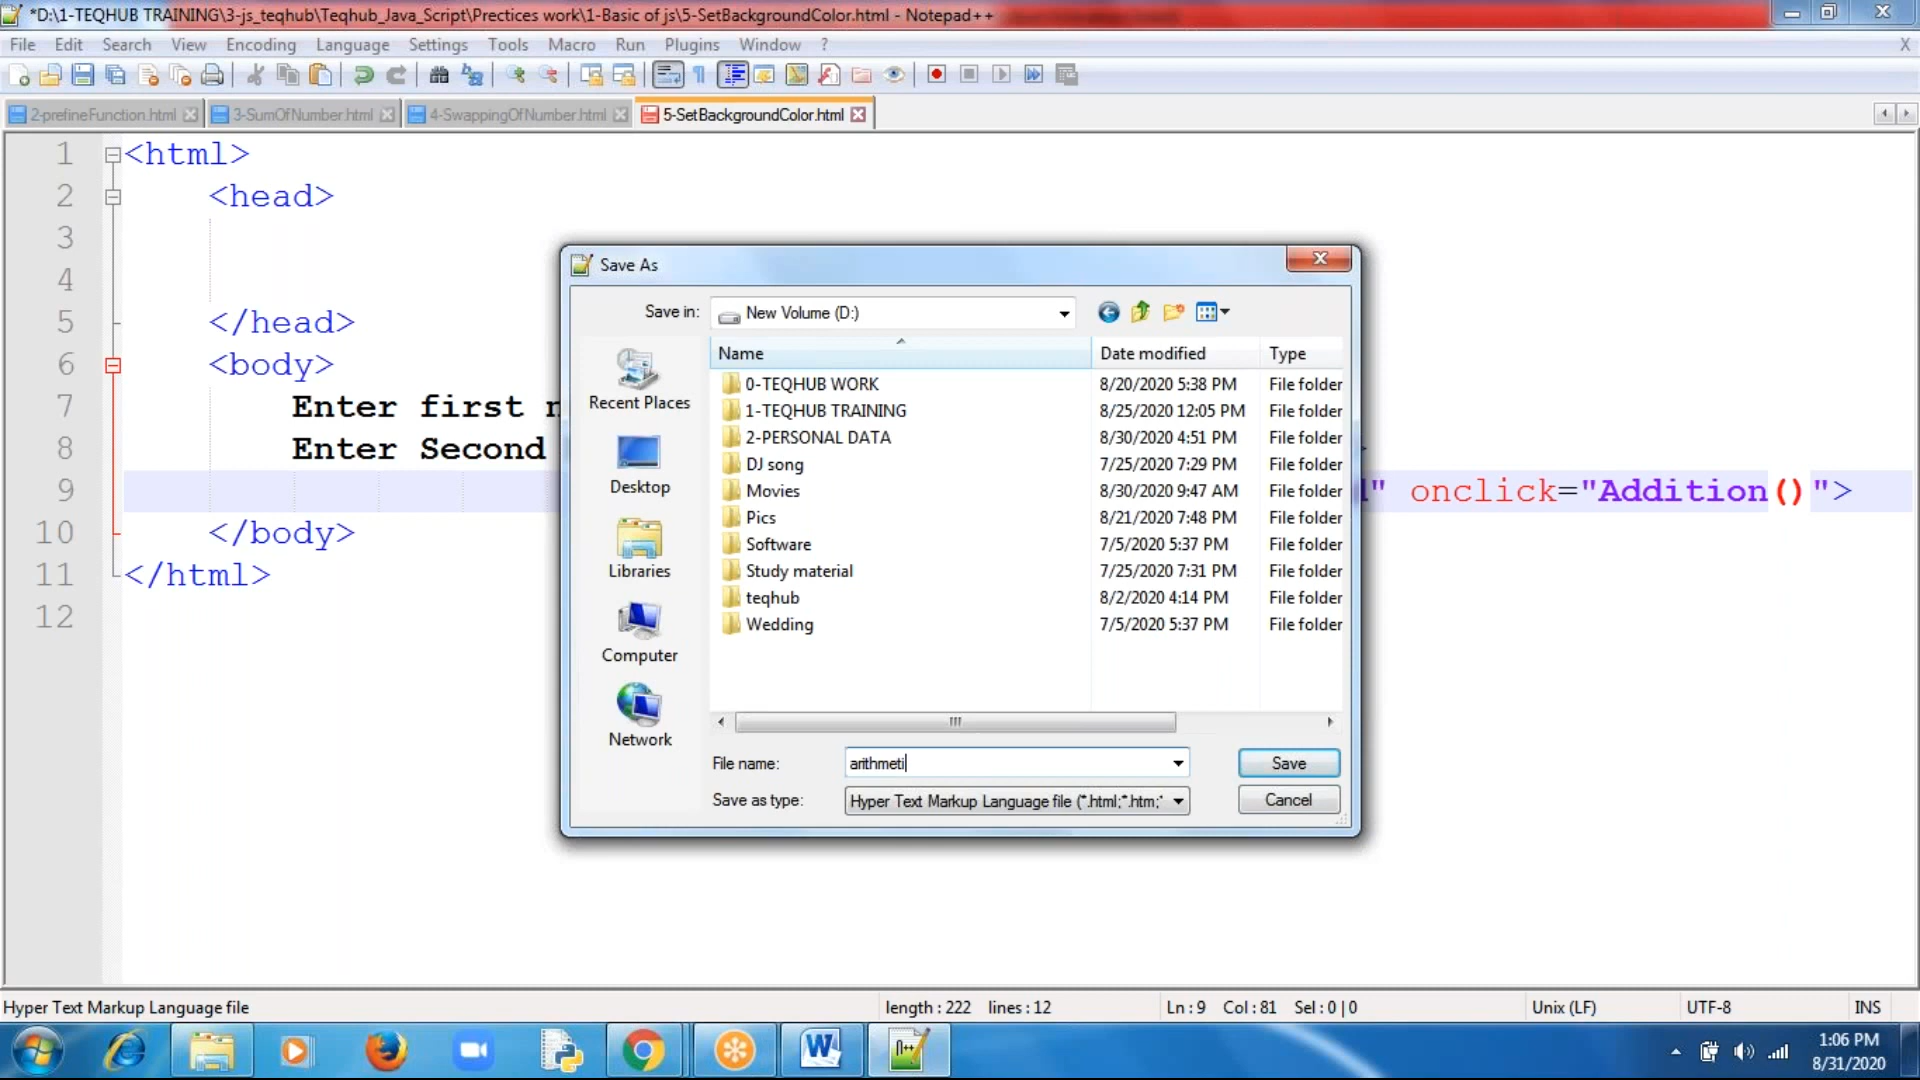 *D:\1-TEQHUB TRAINING\3-js_teqhub\Teqhub_Java_Script\Prectices work\1-Basic of js\5-SetBackgroundColor.html - Notepad++
File Edit Search View Encoding Language Settings Tools Macro Run Plugins Window ? X
2-prefineFunction.html 3-SumOfNumber.html 4-SwappingOfNumber.html 5-SetBackgroundColor.html
1 <html>
2 <head>
3
4
5 </head>
6 <body>
7 Enter first
8 Enter Second
9 " onclick="Addition()">
10 </body>
11 </html>
12
Save As
Save in: New Volume (D:)
Recent Places
Desktop
Libraries
Computer
Network
Name Date modified Type
0-TEQHUB WORK 8/20/2020 5:38 PM File folder
1-TEQHUB TRAINING 8/25/2020 12:05 PM File folder
2-PERSONAL DATA 8/30/2020 4:51 PM File folder
DJ song 7/25/2020 7:29 PM File folder
Movies 8/30/2020 9:47 AM File folder
Pics 8/21/2020 7:48 PM File folder
Software 7/5/2020 5:37 PM File folder
Study material 7/25/2020 7:31 PM File folder
teqhub 8/2/2020 4:14 PM File folder
Wedding 7/5/2020 5:37 PM File folder
File name: arithmeti Save
Save as type: Hyper Text Markup Language file (*.html;*.htm;* Cancel
Hyper Text Markup Language file length : 222 lines : 12 Ln : 9 Col : 81 Sel : 0 | 0 Unix (LF) UTF-8 INS
1:06 PM
8/31/2020